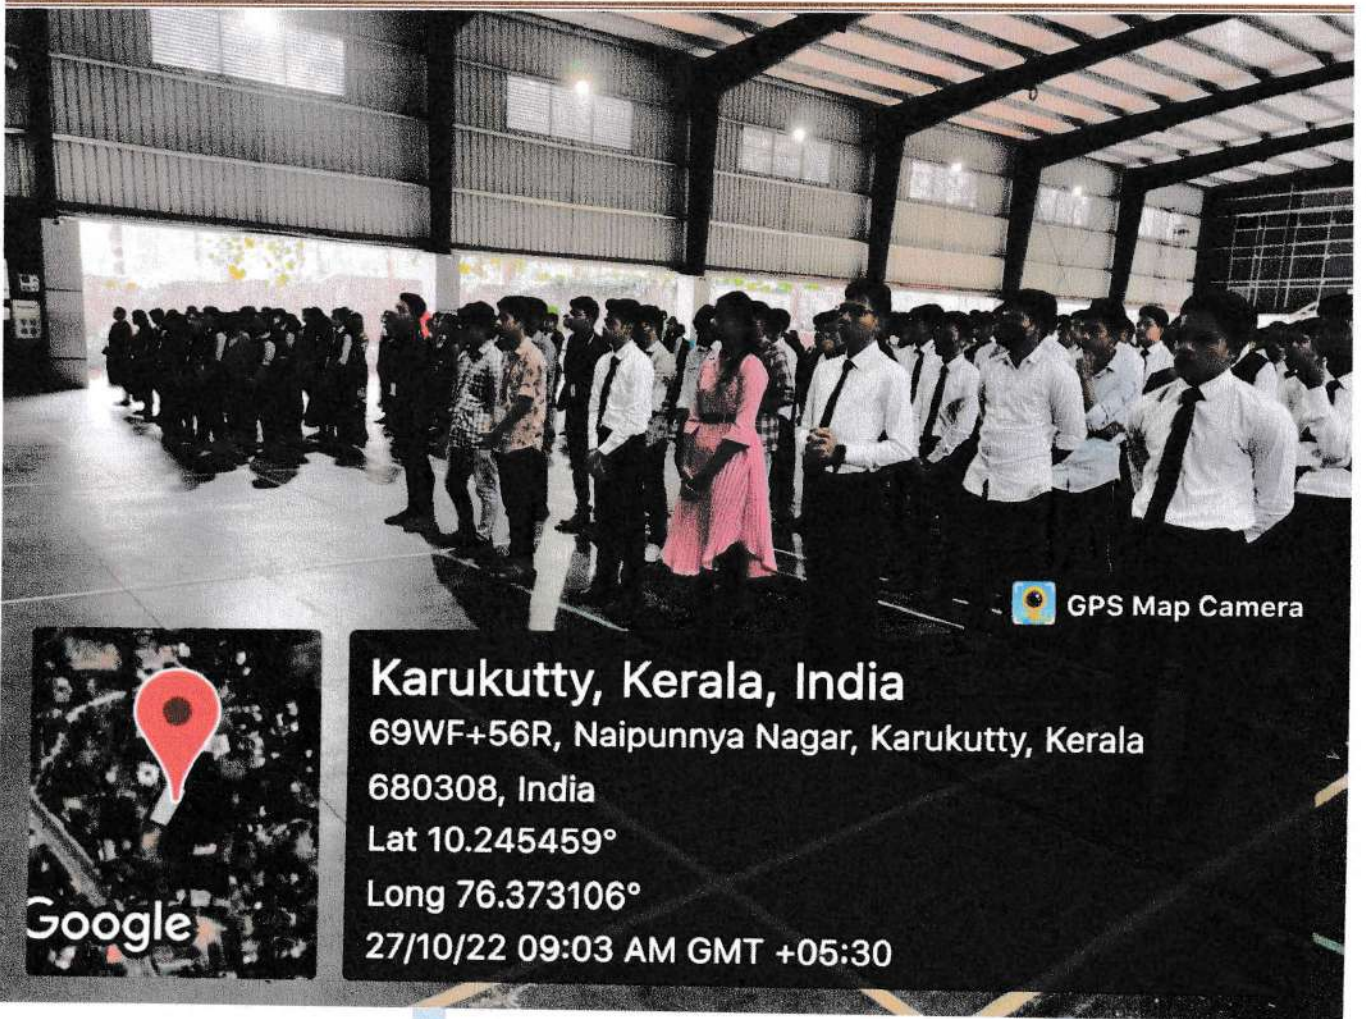 GPS Map Camera
Karukutty, Kerala, India
69WF+56R, Naipunnya Nagar, Karukutty, Kerala
680308, India
Lat 10.245459°
Long 76.373106°
27/10/22 09:03 AM GMT +05:30
Google